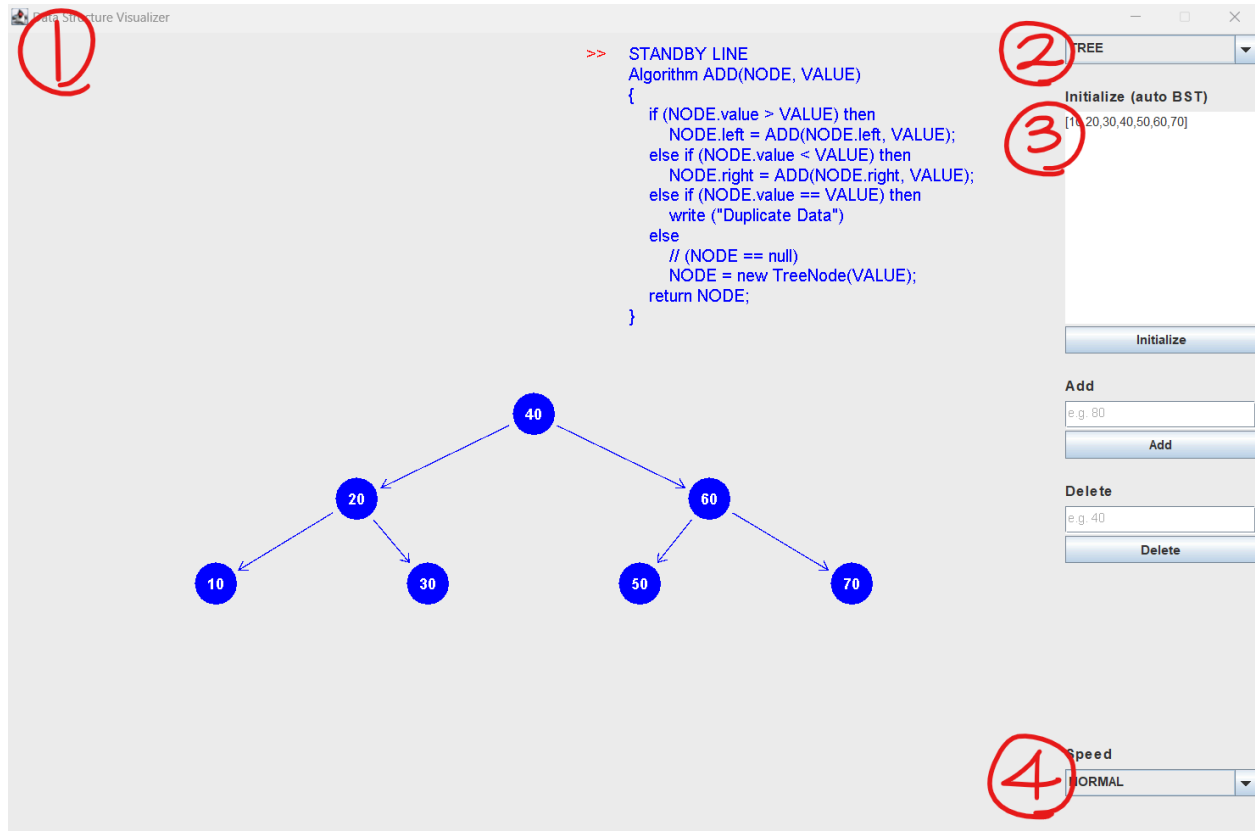 Data Structure Visualizer
1
>> STANDBY LINE
Algorithm ADD(NODE, VALUE)
{
if (NODE.value > VALUE) then
NODE.left = ADD(NODE.left, VALUE);
else if (NODE.value < VALUE) then
NODE.right = ADD(NODE.right, VALUE);
else if (NODE.value == VALUE) then
write ("Duplicate Data")
else
// (NODE == null)
NODE = new TreeNode(VALUE);
return NODE;
}
40
20 60
10 30 50 70
2
TREE
Initialize (auto BST)
3
[10,20,30,40,50,60,70]
Initialize
Add
e.g. 80
Add
Delete
e.g. 40
Delete
Speed
4
NORMAL